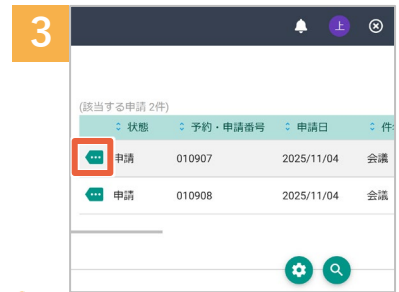 3
上
(該当する申請 2件)
状態 予約・申請番号 申請日 件
申請 010907 2025/11/04 会議
申請 010908 2025/11/04 会議